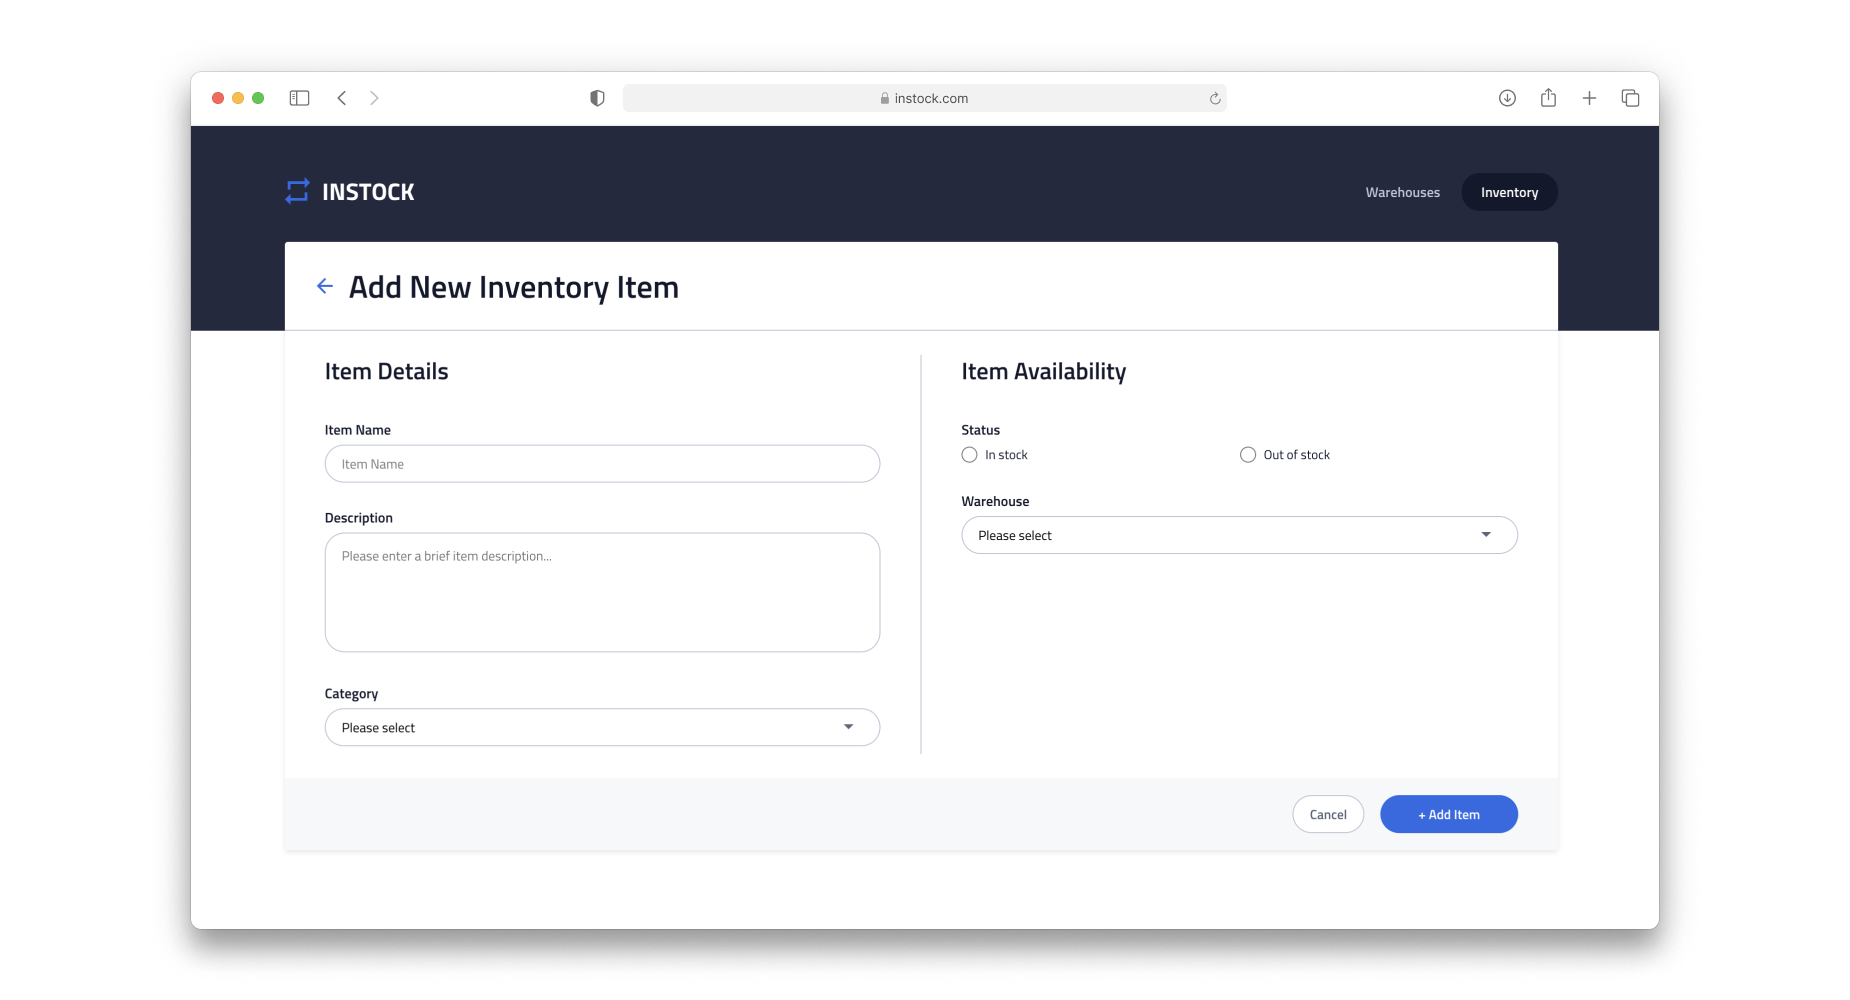 instock.com
INSTOCK
Warehouses
Inventory
Add New Inventory Item
Item Details
Item Name
Item Name
Description
Please enter a brief item description...
Category
Please select
Item Availability
Status
In stock
Out of stock
Warehouse
Please select
Cancel
+ Add Item